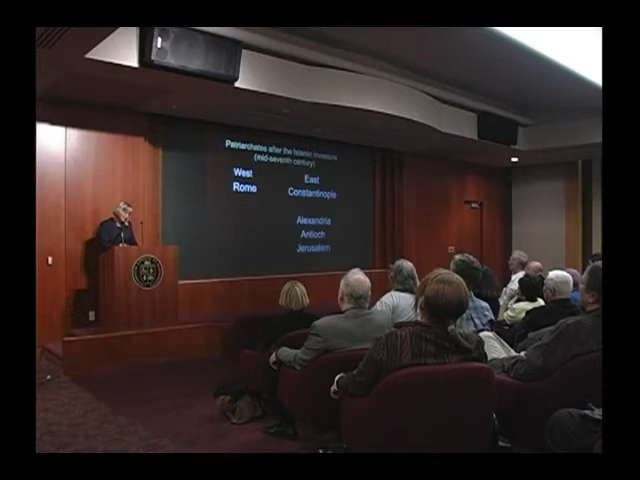 Patriarchates after the Islamic Invasions
(mid-seventh century)
West
Rome
East
Constantinople
Alexandria
Antioch
Jerusalem